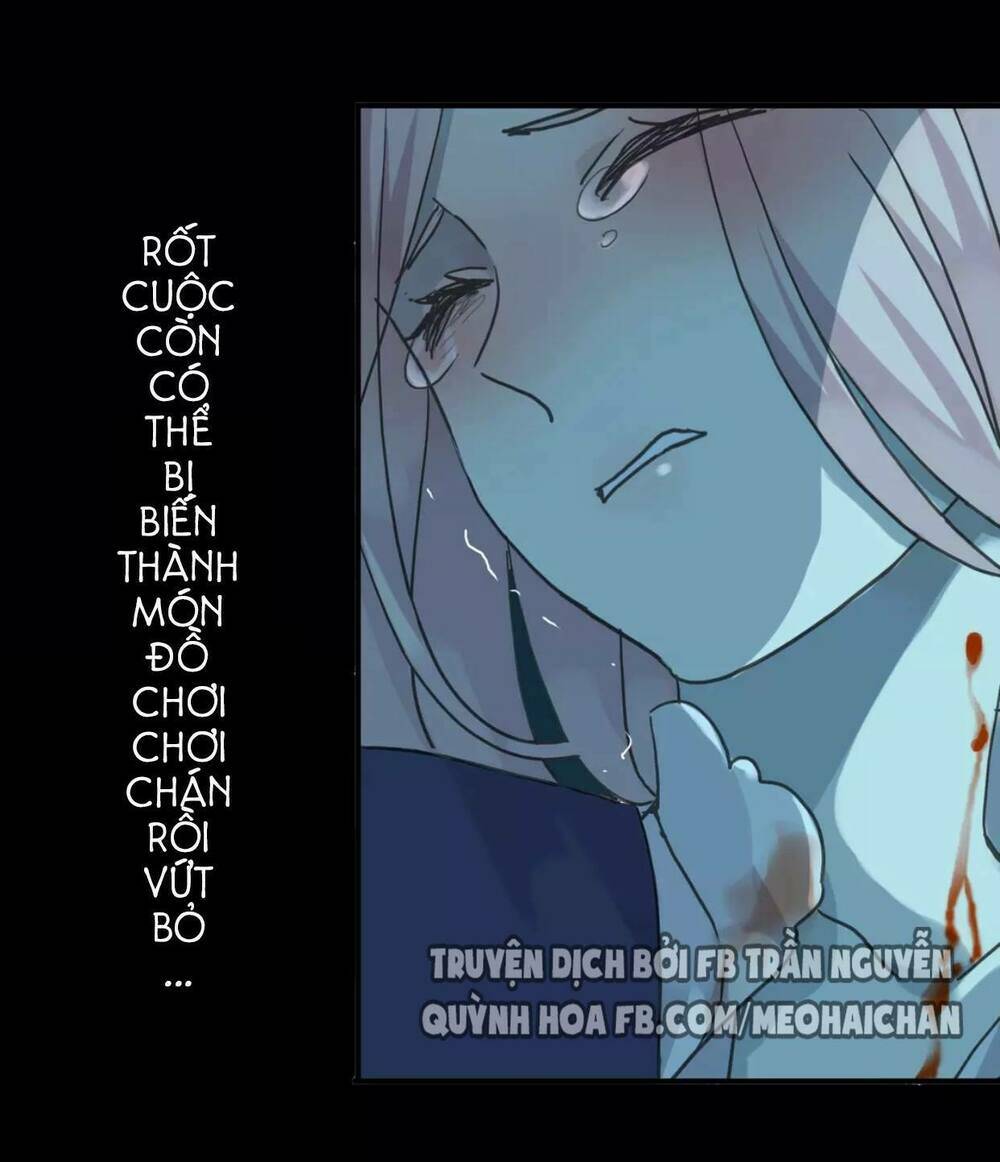 RỐT
CUỘC
CÒN
CÓ
THỂ
BỊ
BIẾN
THÀNH
MÓN
ĐỒ
CHƠI
CHƠI
CHÁN
RỒI
VỨT
BỎ
...
TRUYỆN DỊCH BỞI FB TRẦN NGUYỄN
QUỲNH HOA FB.COM/MEOHAICHAN